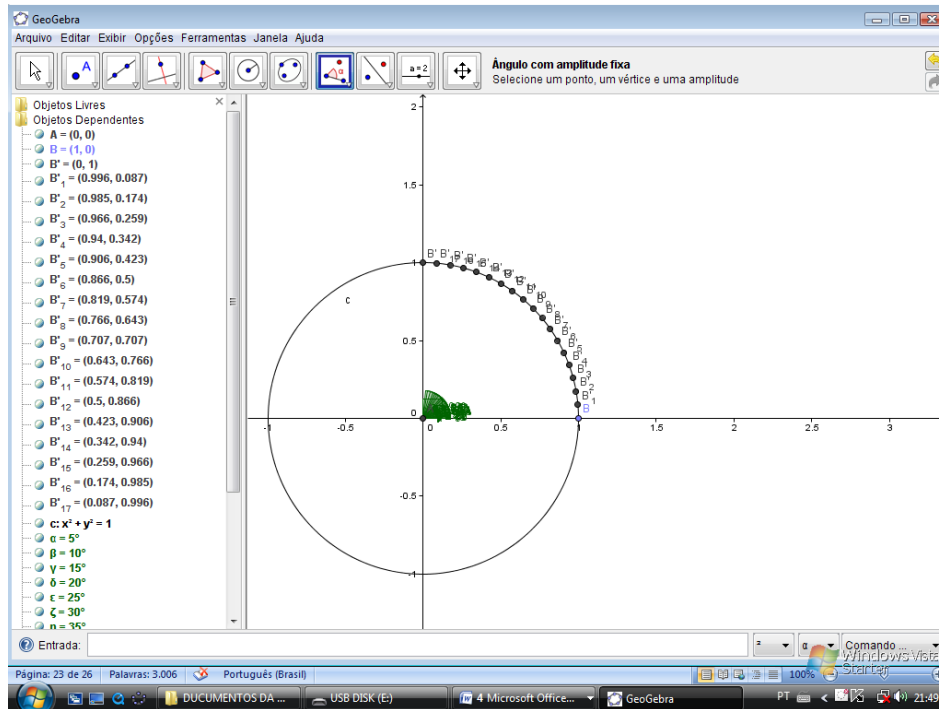 GeoGebra
Arquivo Editar Exibir Opções Ferramentas Janela Ajuda
A
a = 2
Ângulo com amplitude fixa
Selecione um ponto, um vértice e uma amplitude
Objetos Livres
Objetos Dependentes
A = (0, 0)
B = (1, 0)
B' = (0, 1)
B'1 = (0.996, 0.087)
B'2 = (0.985, 0.174)
B'3 = (0.966, 0.259)
B'4 = (0.94, 0.342)
B'5 = (0.906, 0.423)
B'6 = (0.866, 0.5)
B'7 = (0.819, 0.574)
B'8 = (0.766, 0.643)
B'9 = (0.707, 0.707)
B'10 = (0.643, 0.766)
B'11 = (0.574, 0.819)
B'12 = (0.5, 0.866)
B'13 = (0.423, 0.906)
B'14 = (0.342, 0.94)
B'15 = (0.259, 0.966)
B'16 = (0.174, 0.985)
B'17 = (0.087, 0.996)
c: x² + y² = 1
α = 5°
β = 10°
γ = 15°
δ = 20°
ε = 25°
ζ = 30°
η = 35°
2
1.5
1
0.5
0
-0.5
-1
-1 -0.5 0 0.5 1 1.5 2 2.5 3
c
B
B'
Entrada:
²
α
Comando ...
Windows Vista
Starter
Página: 23 de 26 Palavras: 3.006 Português (Brasil) 100%
DUCUMENTOS DA ... USB DISK (E:) 4 Microsoft Office... GeoGebra PT 21:49